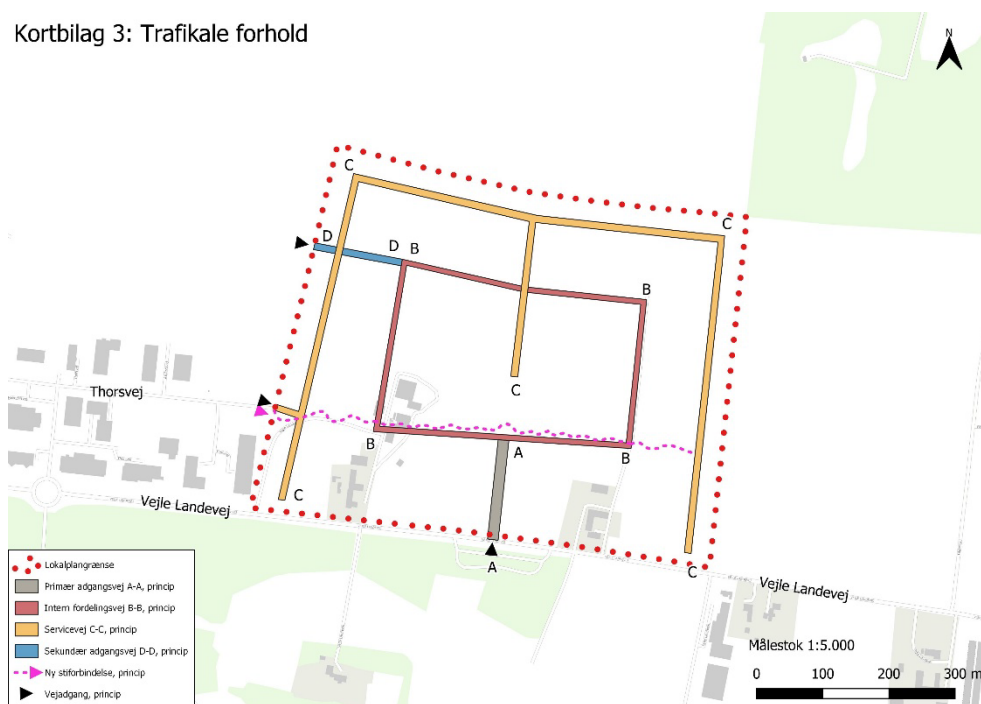 Kortbilag 3: Trafikale forhold
N
C
C
D
D B
B
Thorsvej
C
B
A
B
C
Vejle Landevej
A
C
Vejle Landevej
Lokalplangrænse
Primær adgangsvej A-A, princip
Intern fordelingsvej B-B, princip
Servicevej C-C, princip
Sekundær adgangsvej D-D, princip
Ny stiforbindelse, princip
Vejadgang, princip
Målestok 1:5.000
0 100 200 300 m